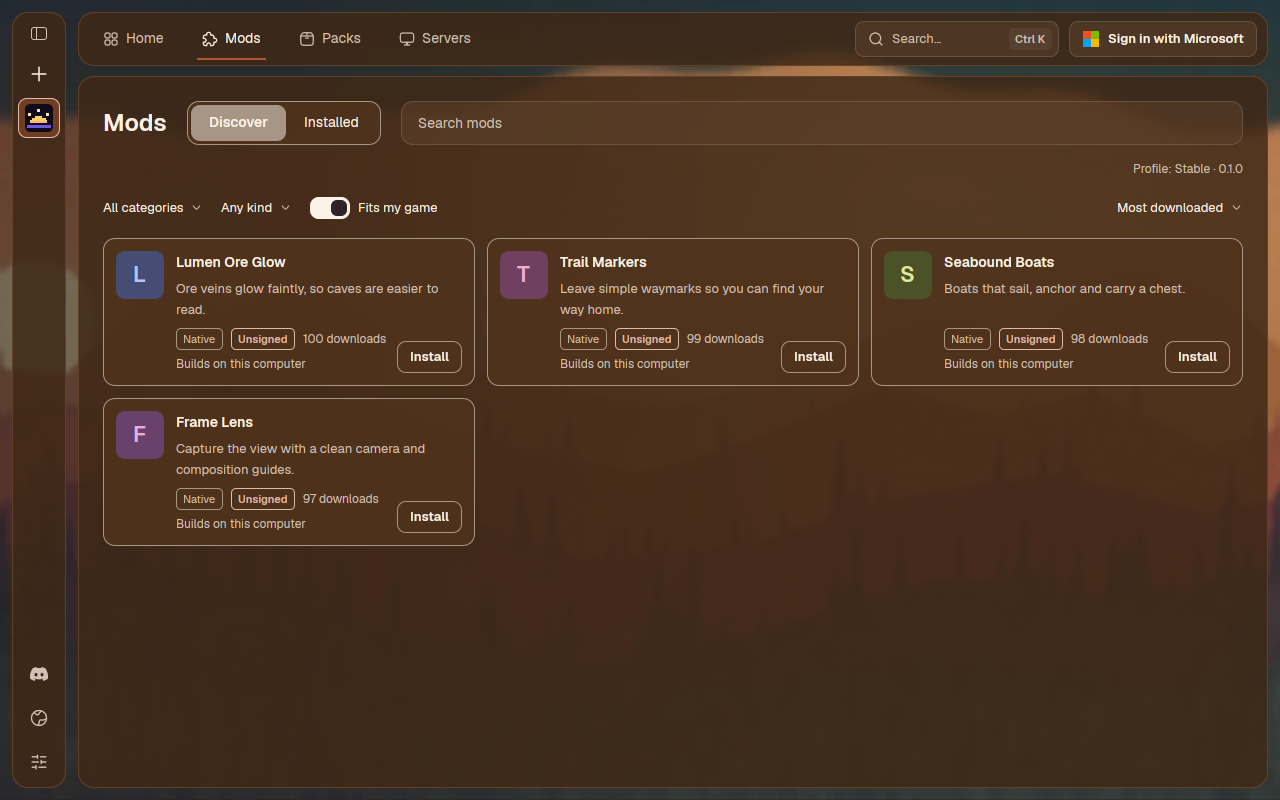 Home
Mods
Packs
Servers
Search...
Ctrl K
Sign in with Microsoft
Mods
Discover
Installed
Search mods
Profile: Stable · 0.1.0
All categories
Any kind
Fits my game
Most downloaded
L
Lumen Ore Glow
Ore veins glow faintly, so caves are easier to
read.
Native
Unsigned
100 downloads
Builds on this computer
Install
T
Trail Markers
Leave simple waymarks so you can find your
way home.
Native
Unsigned
99 downloads
Builds on this computer
Install
S
Seabound Boats
Boats that sail, anchor and carry a chest.
Native
Unsigned
98 downloads
Builds on this computer
Install
F
Frame Lens
Capture the view with a clean camera and
composition guides.
Native
Unsigned
97 downloads
Builds on this computer
Install